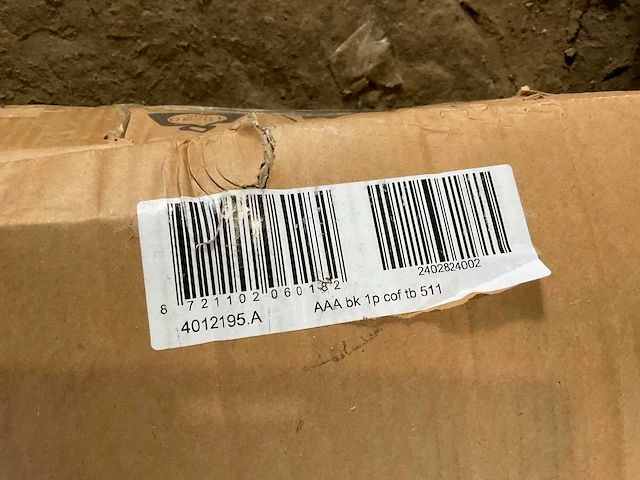 8 721102 060182
2402824002
4012195.A
AAA bk 1p cof tb 511